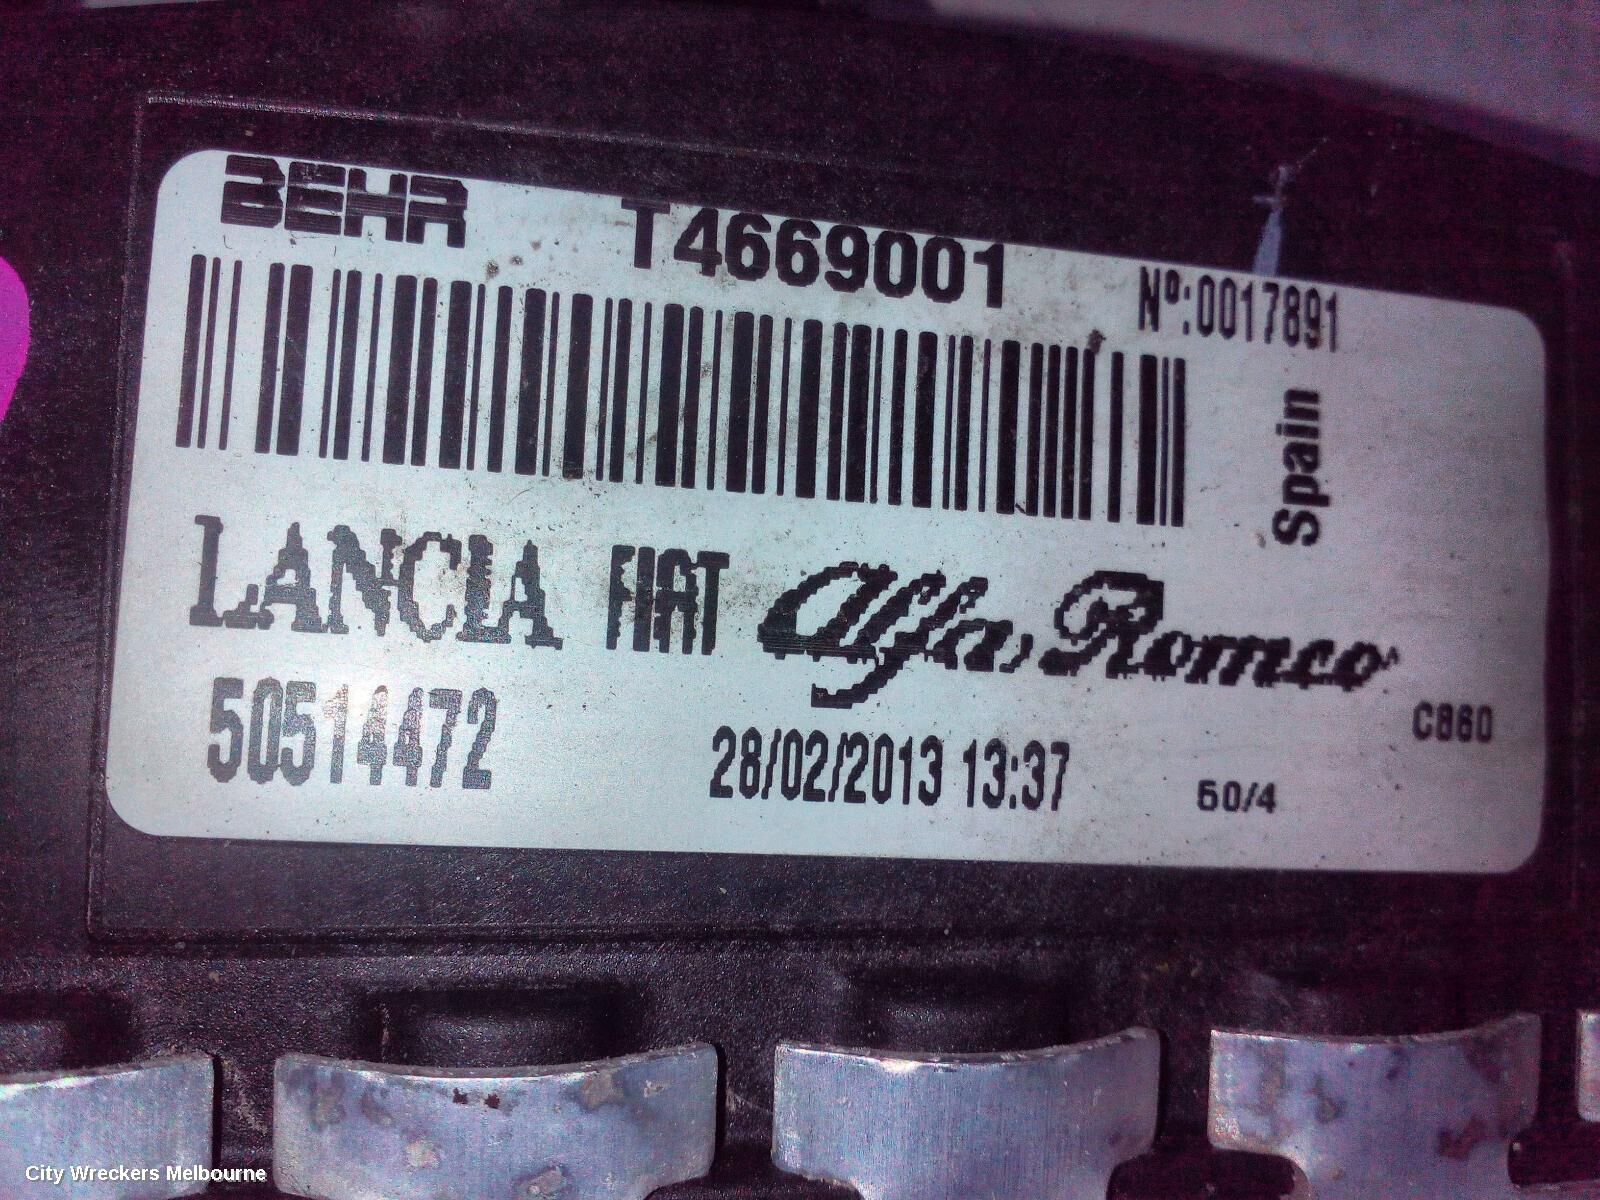 BEHR T4669001 Nº:0017891
Spain
LANCIA FIAT Alfa Romeo
C860
50514472 28/02/2013 13:37 50/4
City Wreckers Melbourne